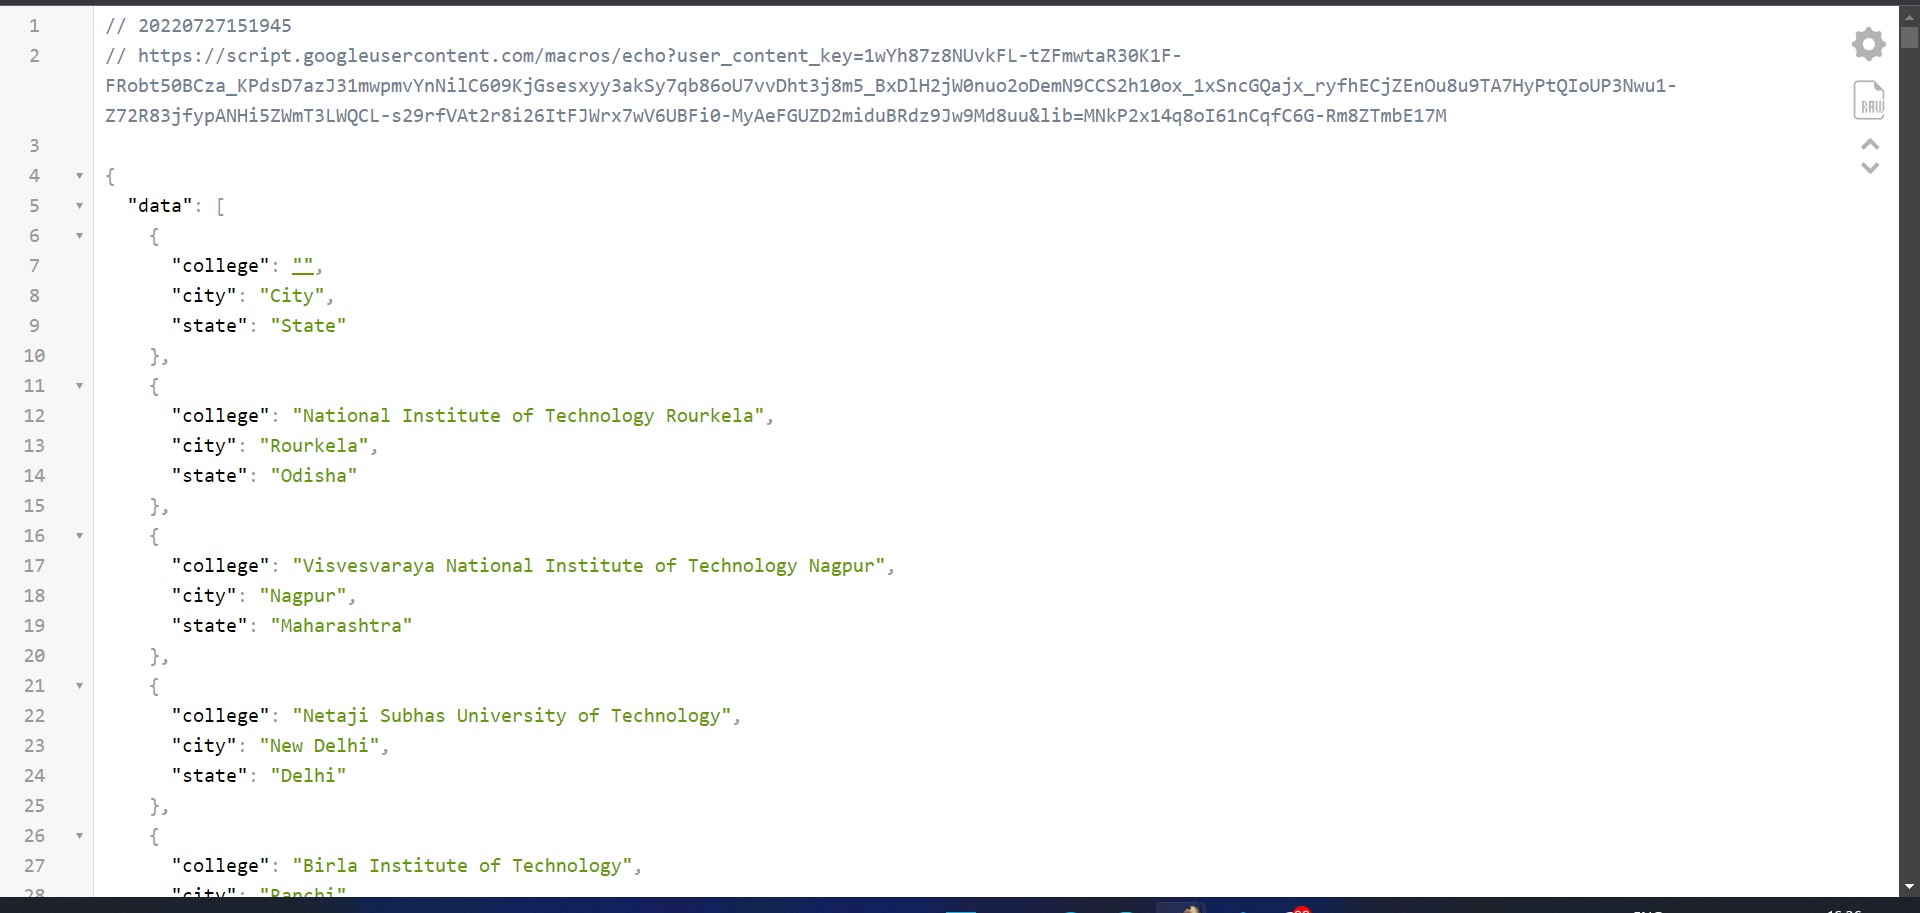 1 // 20220727151945
2 // https://script.googleusercontent.com/macros/echo?user_content_key=1wYh87z8NUvkFL-tZFmwtaR30K1F-
FRobt50BCza_KPdsD7azJ31mwpmvYnNilC609KjGsesxyy3akSy7qb86oU7vvDht3j8m5_BxDlH2jW0nuo2oDemN9CCS2h10ox_1xSncGQajx_ryfhECjZEnOu8u9TA7HyPtQIoUP3Nwu1-
Z72R83jfypANHi5ZWmT3LWQCL-s29rfVAt2r8i26ItFJWrx7wV6UBFi0-MyAeFGUZD2miduBRdz9Jw9Md8uu&lib=MNkP2x14q8oI61nCqfC6G-Rm8ZTmbE17M
RAW
3
4 {
5 "data": [
6 {
7 "college": "",
8 "city": "City",
9 "state": "State"
10 },
11 {
12 "college": "National Institute of Technology Rourkela",
13 "city": "Rourkela",
14 "state": "Odisha"
15 },
16 {
17 "college": "Visvesvaraya National Institute of Technology Nagpur",
18 "city": "Nagpur",
19 "state": "Maharashtra"
20 },
21 {
22 "college": "Netaji Subhas University of Technology",
23 "city": "New Delhi",
24 "state": "Delhi"
25 },
26 {
27 "college": "Birla Institute of Technology",
28 "city": "Ranchi"